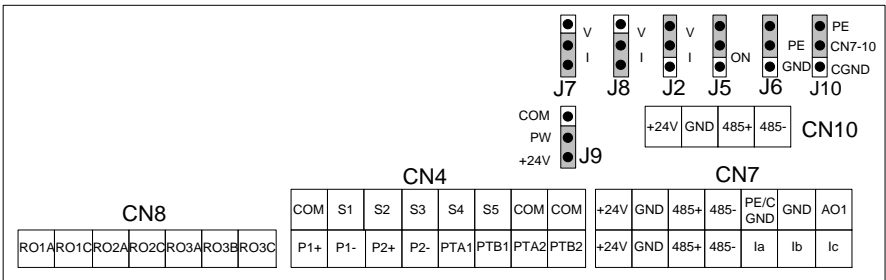 V V V PE
PE CN7-10
I I I ON GND CGND
J7 J8 J2 J5 J6 J10
COM
PW
+24V J9
+24V GND 485+ 485- CN10
CN4 CN7
CN8
COM S1 S2 S3 S4 S5 COM COM +24V GND 485+ 485- PE/C GND GND AO1
RO1A RO1C RO2A RO2C RO3A RO3B RO3C P1+ P1- P2+ P2- PTA1 PTB1 PTA2 PTB2 +24V GND 485+ 485- Ia Ib Ic